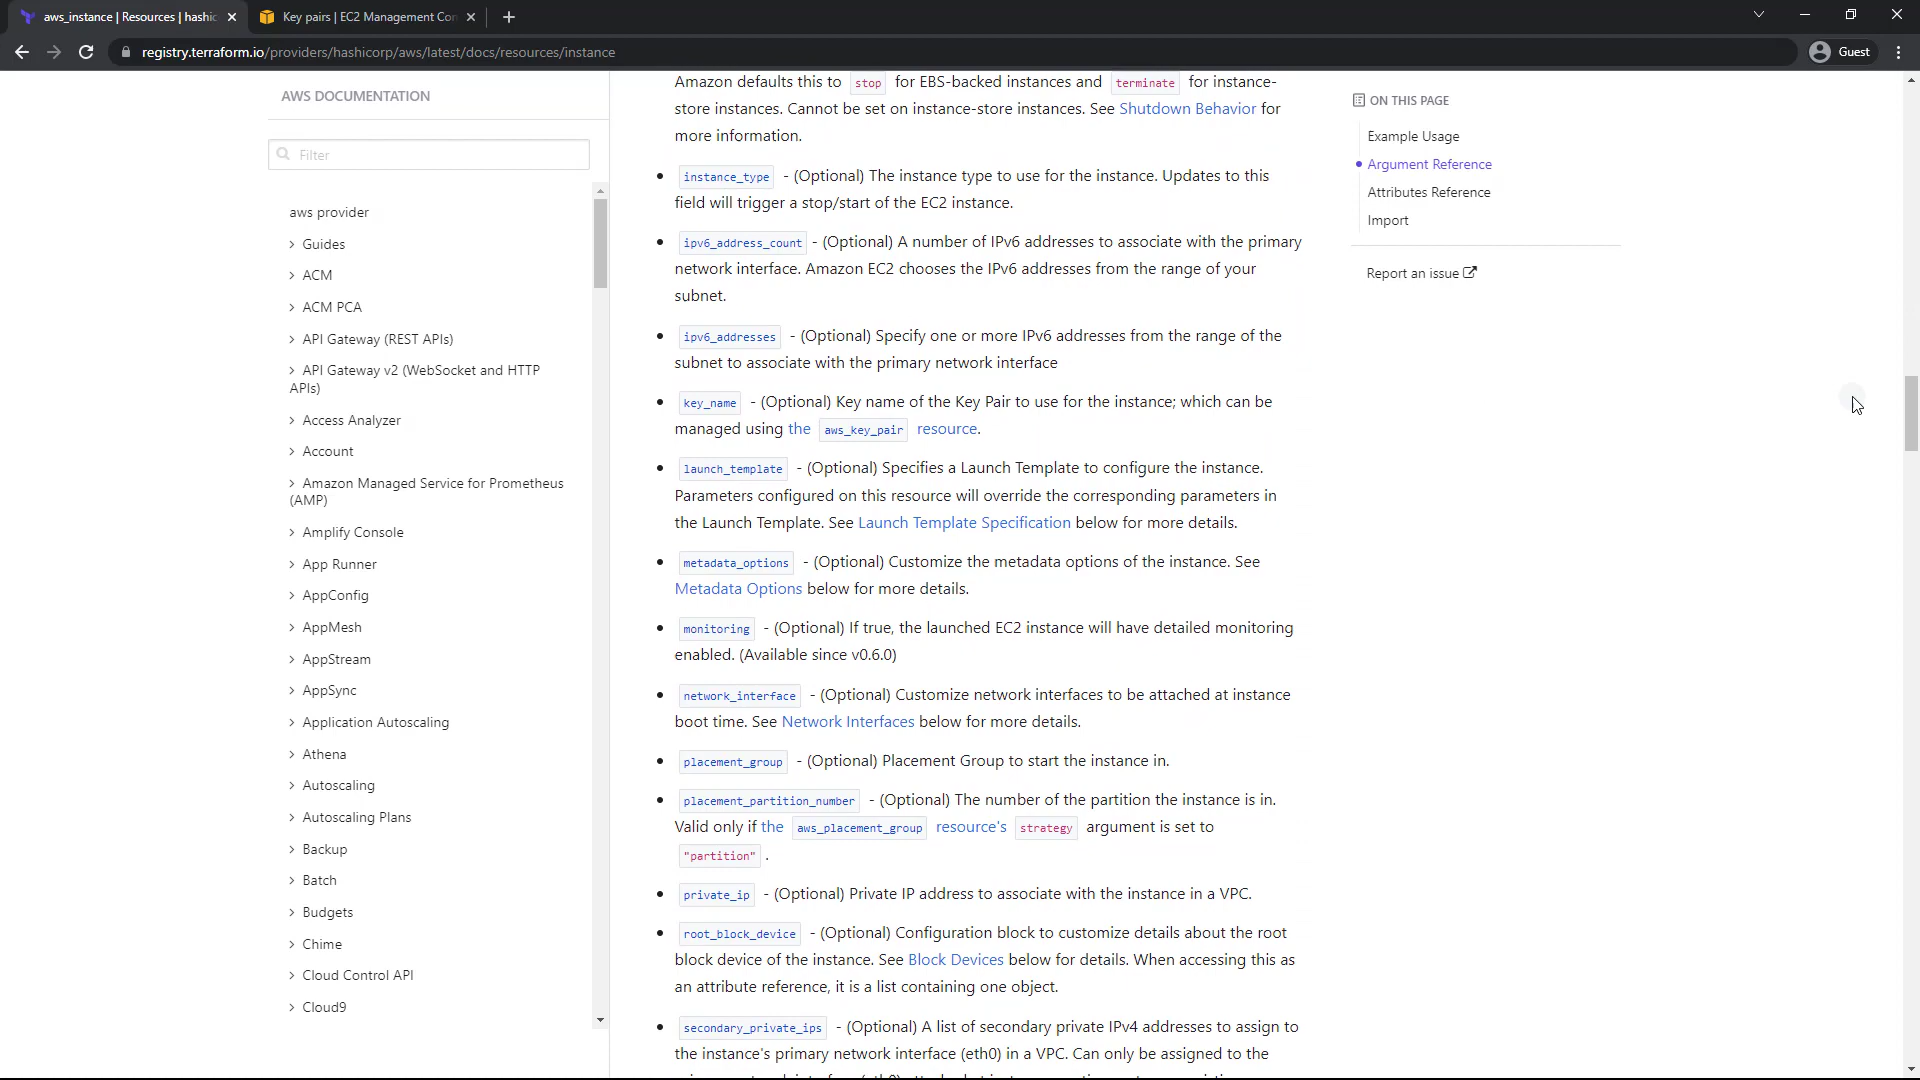 aws_instance | Resources | hashic
Key pairs | EC2 Management Con
registry.terraform.io/providers/hashicorp/aws/latest/docs/resources/instance
Guest
AWS DOCUMENTATION
Filter
aws provider
Guides
ACM
ACM PCA
API Gateway (REST APIs)
API Gateway v2 (WebSocket and HTTP
APIs)
Access Analyzer
Account
Amazon Managed Service for Prometheus
(AMP)
Amplify Console
App Runner
AppConfig
AppMesh
AppStream
AppSync
Application Autoscaling
Athena
Autoscaling
Autoscaling Plans
Backup
Batch
Budgets
Chime
Cloud Control API
Cloud9
Amazon defaults this to stop for EBS-backed instances and terminate for instance-
store instances. Cannot be set on instance-store instances. See Shutdown Behavior for
more information.
instance_type - (Optional) The instance type to use for the instance. Updates to this
field will trigger a stop/start of the EC2 instance.
ipv6_address_count - (Optional) A number of IPv6 addresses to associate with the primary
network interface. Amazon EC2 chooses the IPv6 addresses from the range of your
subnet.
ipv6_addresses - (Optional) Specify one or more IPv6 addresses from the range of the
subnet to associate with the primary network interface
key_name - (Optional) Key name of the Key Pair to use for the instance; which can be
managed using the aws_key_pair resource.
launch_template - (Optional) Specifies a Launch Template to configure the instance.
Parameters configured on this resource will override the corresponding parameters in
the Launch Template. See Launch Template Specification below for more details.
metadata_options - (Optional) Customize the metadata options of the instance. See
Metadata Options below for more details.
monitoring - (Optional) If true, the launched EC2 instance will have detailed monitoring
enabled. (Available since v0.6.0)
network_interface - (Optional) Customize network interfaces to be attached at instance
boot time. See Network Interfaces below for more details.
placement_group - (Optional) Placement Group to start the instance in.
placement_partition_number - (Optional) The number of the partition the instance is in.
Valid only if the aws_placement_group resource's strategy argument is set to
"partition" .
private_ip - (Optional) Private IP address to associate with the instance in a VPC.
root_block_device - (Optional) Configuration block to customize details about the root
block device of the instance. See Block Devices below for details. When accessing this as
an attribute reference, it is a list containing one object.
secondary_private_ips - (Optional) A list of secondary private IPv4 addresses to assign to
the instance's primary network interface (eth0) in a VPC. Can only be assigned to the
ON THIS PAGE
Example Usage
Argument Reference
Attributes Reference
Import
Report an issue